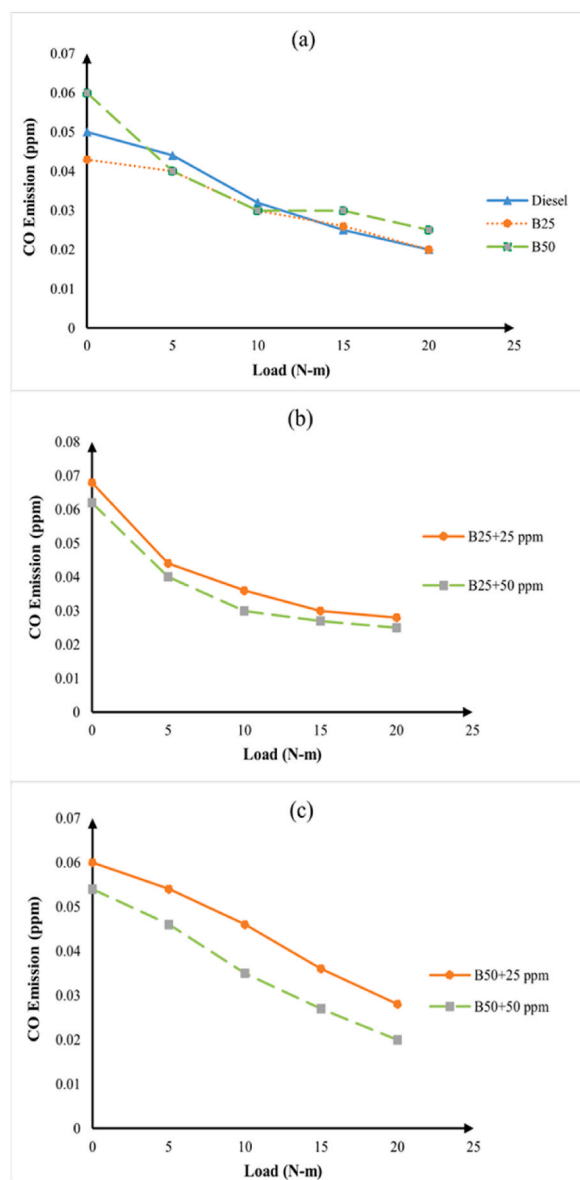 (a)
0.07
0.06
0.05
0.04
0.03
0.02
0.01
0
CO Emission (ppm)
0 5 10 15 20 25
Load (N-m)
Diesel
B25
B50
(b)
0.08
0.07
0.06
0.05
0.04
0.03
0.02
0.01
0
CO Emission (ppm)
0 5 10 15 20 25
Load (N-m)
B25+25 ppm
B25+50 ppm
(c)
0.07
0.06
0.05
0.04
0.03
0.02
0.01
0
CO Emission (ppm)
0 5 10 15 20 25
Load (N-m)
B50+25 ppm
B50+50 ppm